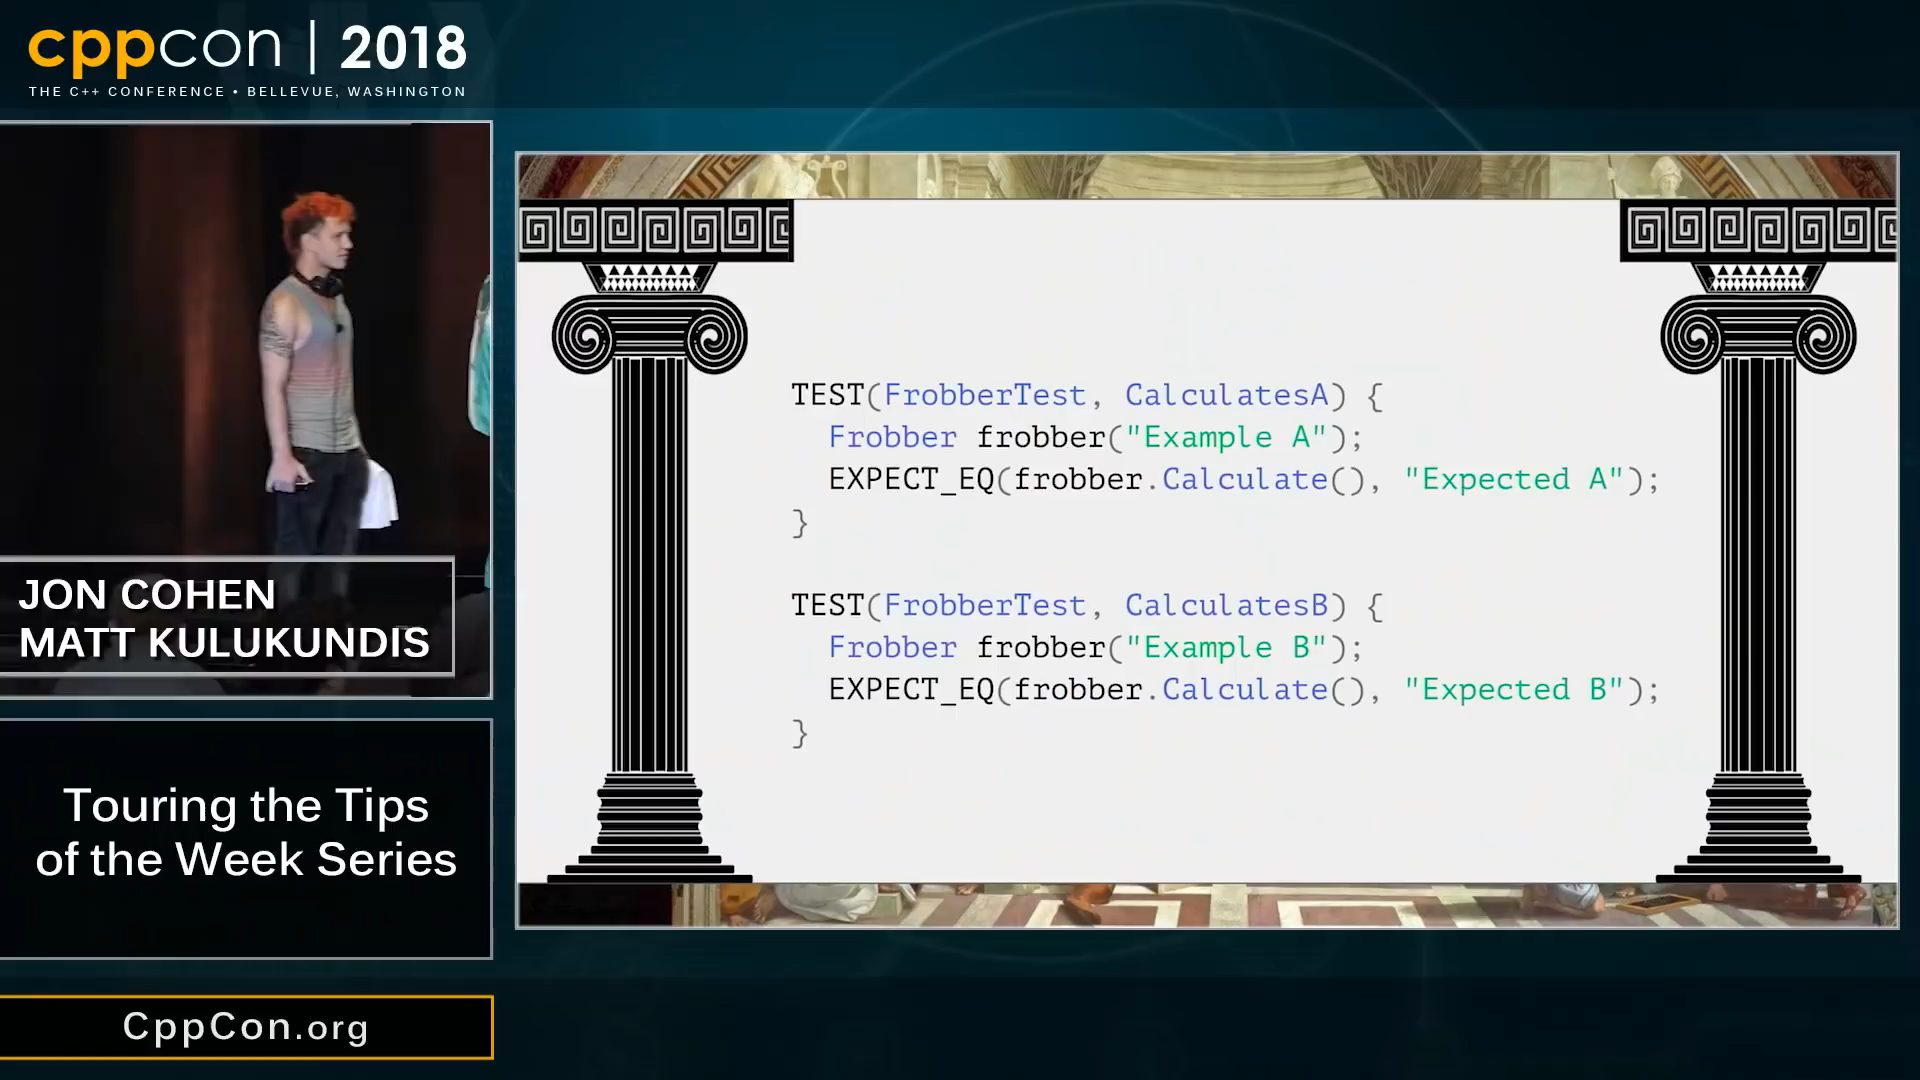 cppcon | 2018
THE C++ CONFERENCE • BELLEVUE, WASHINGTON
JON COHEN
MATT KULUKUNDIS
Touring the Tips
of the Week Series
CppCon.org
TEST(FrobberTest, CalculatesA) {
  Frobber frobber("Example A");
  EXPECT_EQ(frobber.Calculate(), "Expected A");
}
TEST(FrobberTest, CalculatesB) {
  Frobber frobber("Example B");
  EXPECT_EQ(frobber.Calculate(), "Expected B");
}